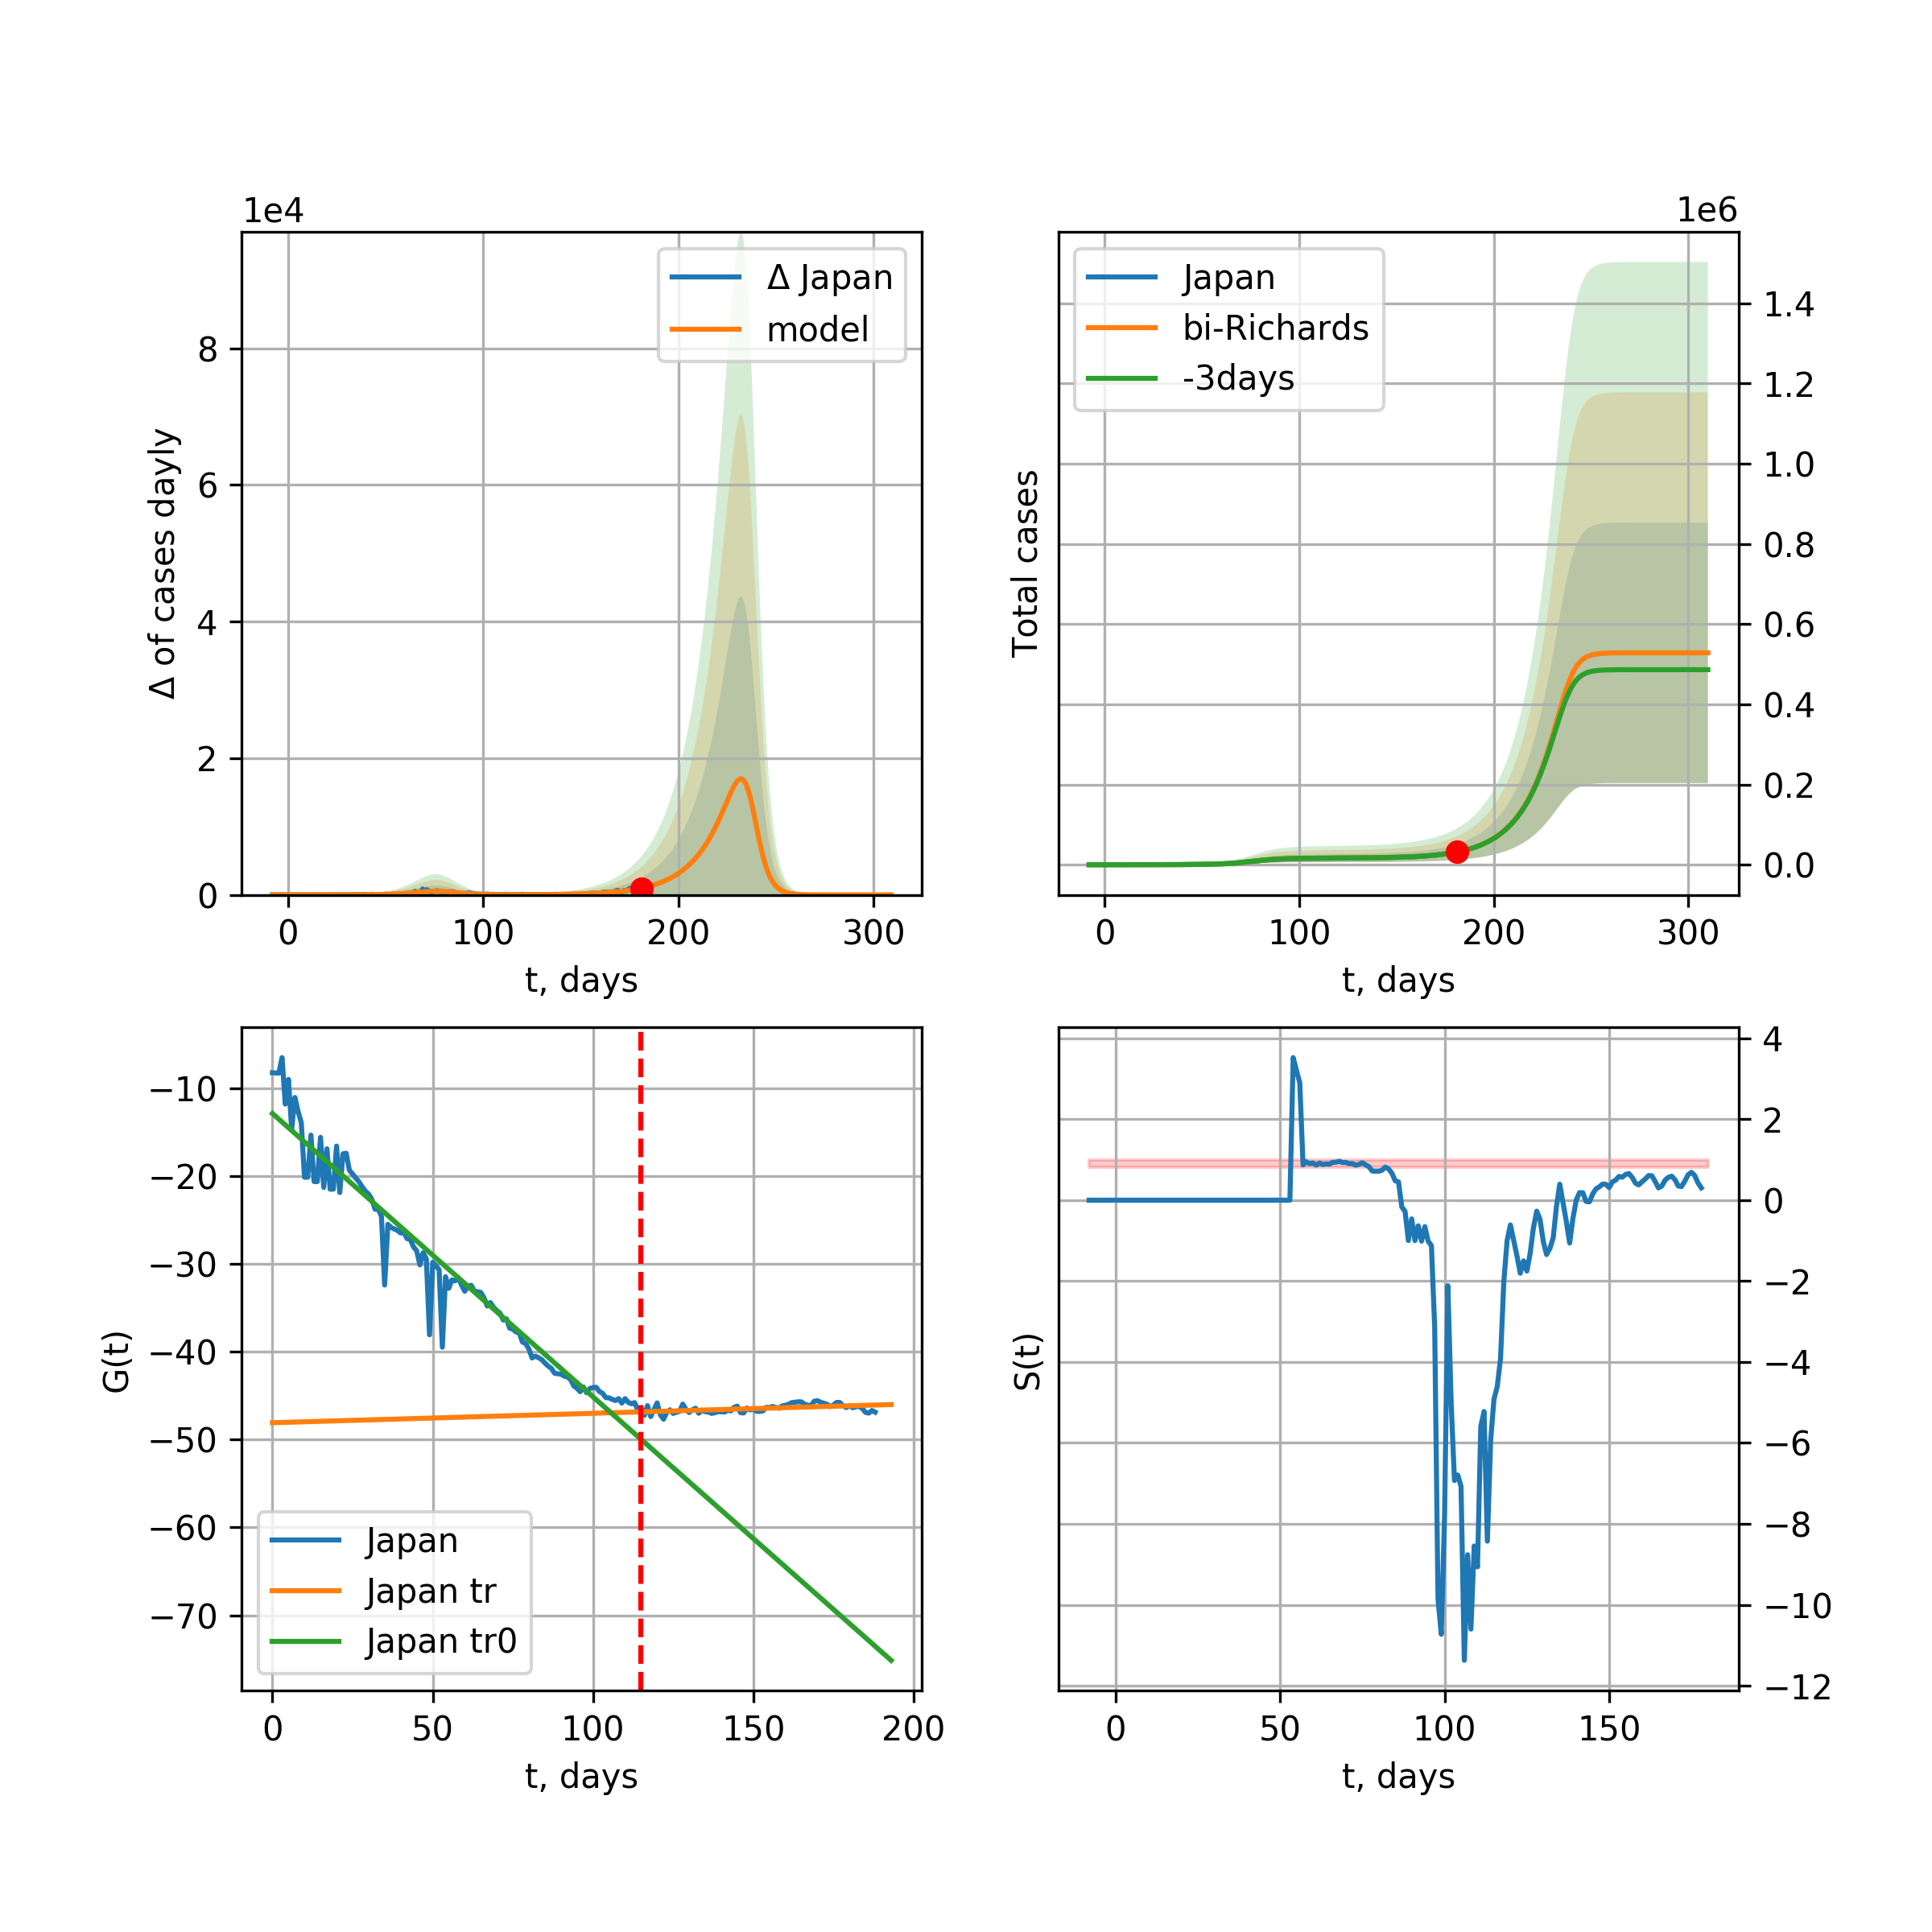 1e4
Δ of cases dayly
8
6
4
2
0
Δ Japan
model
0 100 200 300
t, days
1e6
Total cases
Japan
bi-Richards
-3days
1.4
1.2
1.0
0.8
0.6
0.4
0.2
0.0
0 100 200 300
t, days
G(t)
−10
−20
−30
−40
−50
−60
−70
Japan
Japan tr
Japan tr0
0 50 100 150 200
t, days
S(t)
4
2
0
−2
−4
−6
−8
−10
−12
0 50 100 150
t, days